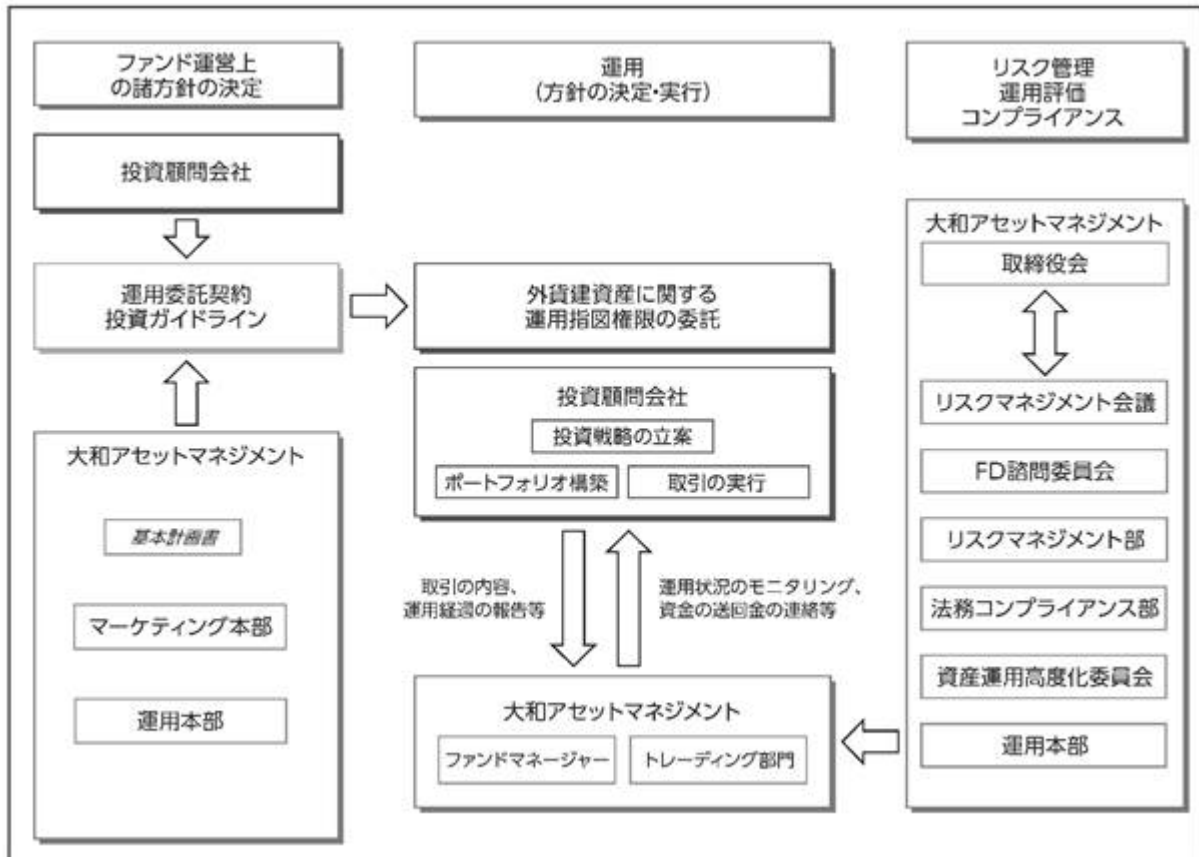 ファンド運営上
の諸方針の決定
運用
(方針の決定・実行)
リスク管理
運用評価
コンプライアンス
投資顧問会社
運用委託契約
投資ガイドライン
大和アセットマネジメント
基本計画書
マーケティング本部
運用本部
外貨建資産に関する
運用指図権限の委託
投資顧問会社
投資戦略の立案
ポートフォリオ構築
取引の実行
取引の内容、
運用経過の報告等
運用状況のモニタリング、
資金の送回金の連絡等
大和アセットマネジメント
ファンドマネージャー
トレーディング部門
大和アセットマネジメント
取締役会
リスクマネジメント会議
FD諮問委員会
リスクマネジメント部
法務コンプライアンス部
資産運用高度化委員会
運用本部